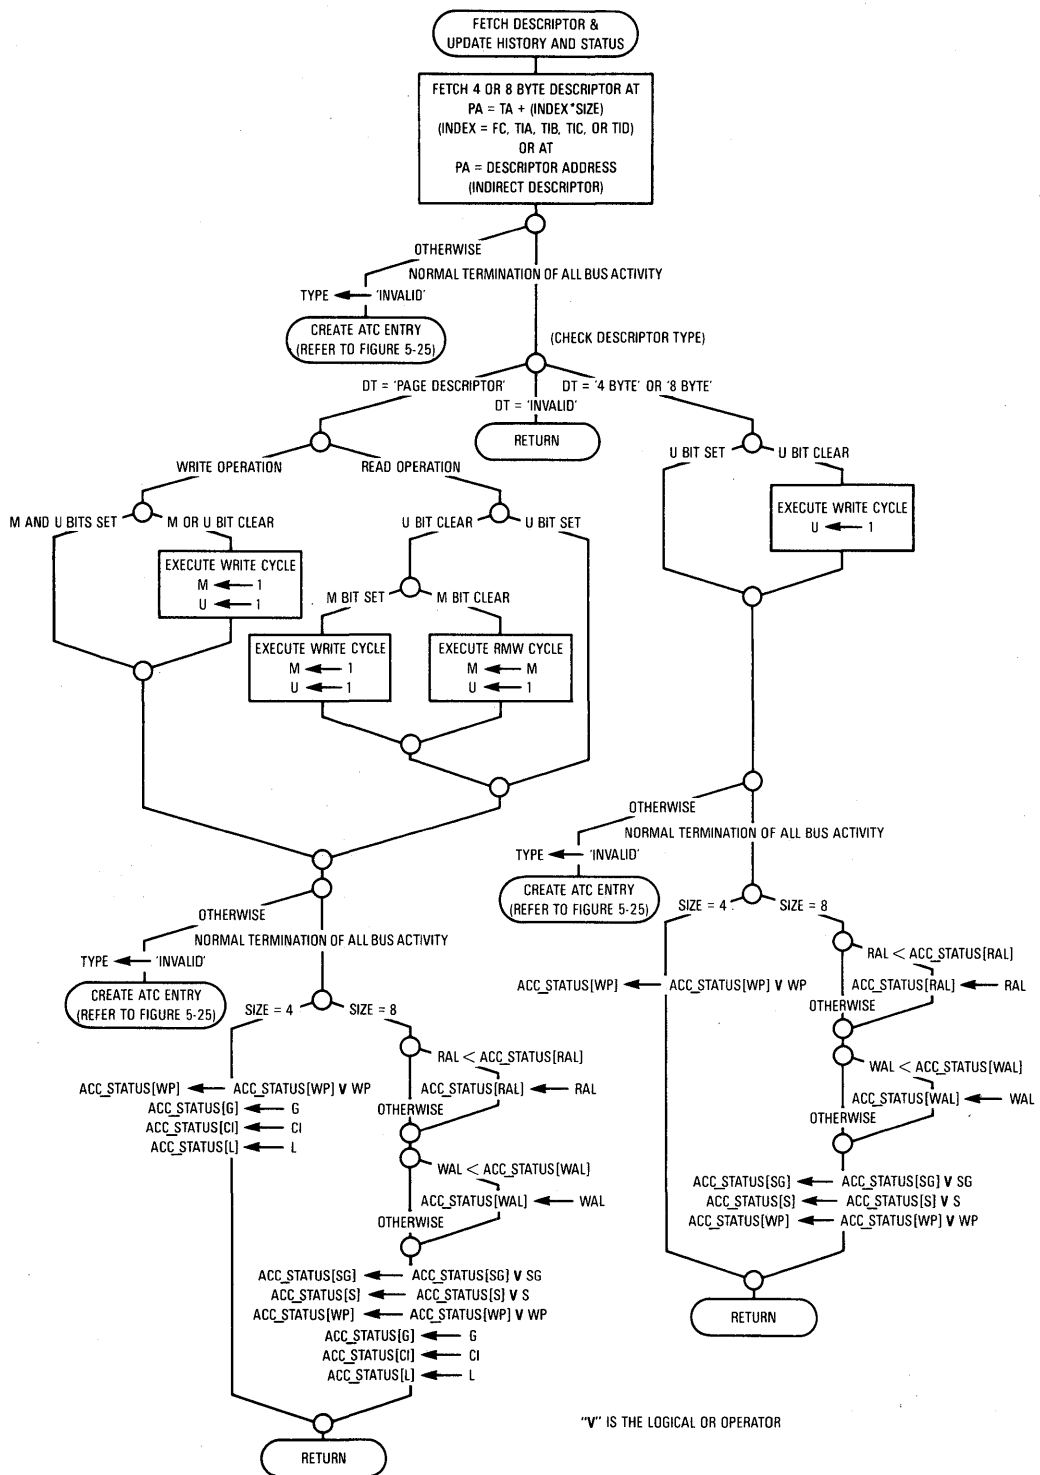 FETCH DESCRIPTOR &
UPDATE HISTORY AND STATUS
FETCH 4 OR 8 BYTE DESCRIPTOR AT
PA = TA + (INDEX*SIZE)
(INDEX = FC, TIA, TIB, TIC, OR TID)
OR AT
PA = DESCRIPTOR ADDRESS
(INDIRECT DESCRIPTOR)
OTHERWISE
NORMAL TERMINATION OF ALL BUS ACTIVITY
TYPE ← 'INVALID'
CREATE ATC ENTRY
(REFER TO FIGURE 5-25)
(CHECK DESCRIPTOR TYPE)
DT = 'PAGE DESCRIPTOR'
DT = '4 BYTE' OR '8 BYTE'
DT = 'INVALID'
RETURN
WRITE OPERATION
READ OPERATION
U BIT SET
U BIT CLEAR
EXECUTE WRITE CYCLE
U ← 1
M AND U BITS SET
M OR U BIT CLEAR
U BIT CLEAR
U BIT SET
EXECUTE WRITE CYCLE
M ← 1
U ← 1
M BIT SET
M BIT CLEAR
EXECUTE WRITE CYCLE
M ← 1
U ← 1
EXECUTE RMW CYCLE
M ← M
U ← 1
OTHERWISE
NORMAL TERMINATION OF ALL BUS ACTIVITY
TYPE ← 'INVALID'
CREATE ATC ENTRY
(REFER TO FIGURE 5-25)
SIZE = 4
SIZE = 8
RAL < ACC_STATUS[RAL]
ACC_STATUS[WP] ← ACC_STATUS[WP] V WP
ACC_STATUS[RAL] ← RAL
OTHERWISE
WAL < ACC_STATUS[WAL]
ACC_STATUS[WAL] ← WAL
OTHERWISE
ACC_STATUS[SG] ← ACC_STATUS[SG] V SG
ACC_STATUS[S] ← ACC_STATUS[S] V S
ACC_STATUS[WP] ← ACC_STATUS[WP] V WP
RETURN
OTHERWISE
NORMAL TERMINATION OF ALL BUS ACTIVITY
TYPE ← 'INVALID'
CREATE ATC ENTRY
(REFER TO FIGURE 5-25)
SIZE = 4
SIZE = 8
RAL < ACC_STATUS[RAL]
ACC_STATUS[WP] ← ACC_STATUS[WP] V WP
ACC_STATUS[G] ← G
ACC_STATUS[CI] ← CI
ACC_STATUS[L] ← L
ACC_STATUS[RAL] ← RAL
OTHERWISE
WAL < ACC_STATUS[WAL]
ACC_STATUS[WAL] ← WAL
OTHERWISE
ACC_STATUS[SG] ← ACC_STATUS[SG] V SG
ACC_STATUS[S] ← ACC_STATUS[S] V S
ACC_STATUS[WP] ← ACC_STATUS[WP] V WP
ACC_STATUS[G] ← G
ACC_STATUS[CI] ← CI
ACC_STATUS[L] ← L
RETURN
"V" IS THE LOGICAL OR OPERATOR